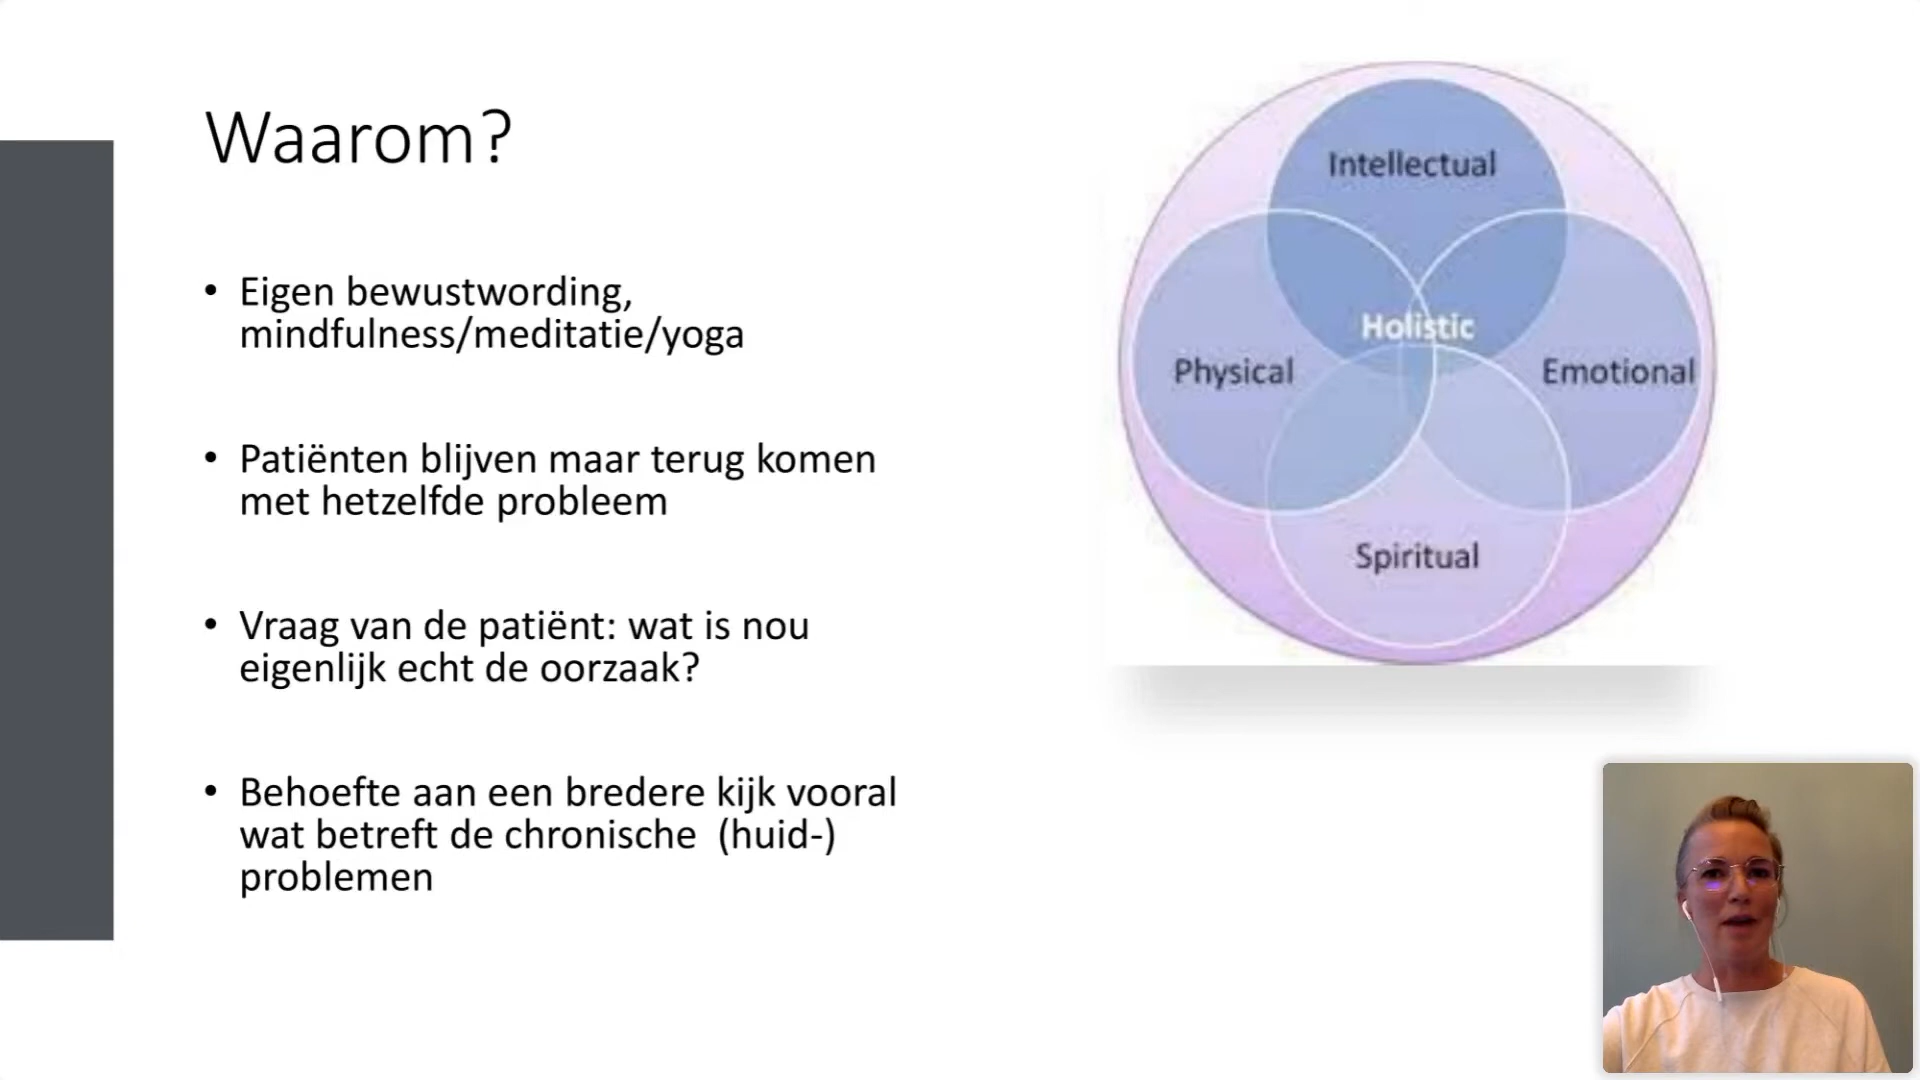 Waarom?
• Eigen bewustwording,
mindfulness/meditatie/yoga
• Patiënten blijven maar terug komen
met hetzelfde probleem
• Vraag van de patiënt: wat is nou
eigenlijk echt de oorzaak?
• Behoefte aan een bredere kijk vooral
wat betreft de chronische  (huid-)
problemen
Intellectual
Holistic
Physical
Emotional
Spiritual